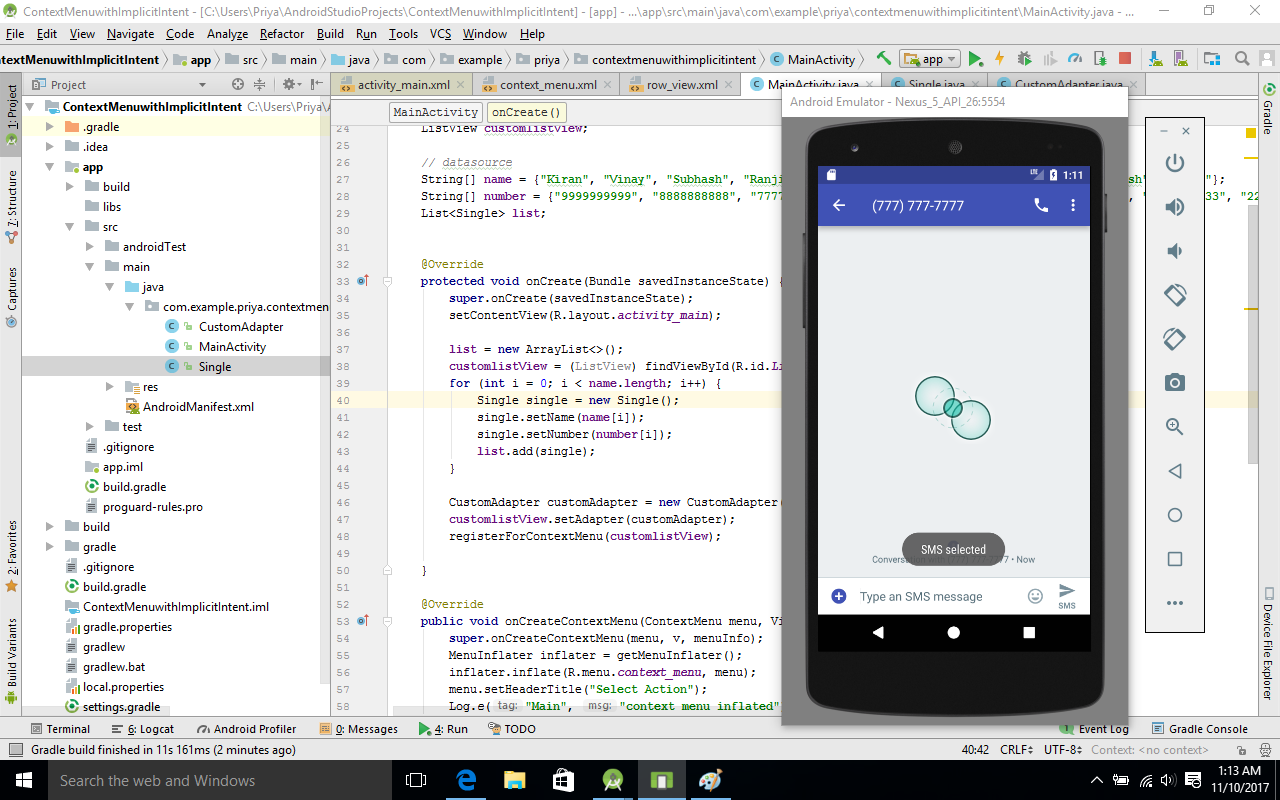 ContextMenuwithImplicitIntent - [C:\Users\Priya\AndroidStudioProjects\ContextMenuwithImplicitIntent] - [app] - ...\app\src\main\java\com\example\priya\contextmenuwithimplicitintent\MainActivity.java - ...
File Edit View Navigate Code Analyze Refactor Build Run Tools VCS Window Help
textMenuwithImplicitIntent app src main java com example priya contextmenuwithimplicitintent MainActivity app
Project
activity_main.xml context_menu.xml row_view.xml MainActivity.java Single.java CustomAdapter.java
Android Emulator - Nexus_5_API_26:5554
MainActivity onCreate()
1: Project
Z: Structure
Captures
2: Favorites
Build Variants
Gradle
Device File Explorer
ContextMenuwithImplicitIntent C:\Users\Priya\A
.gradle
.idea
app
build
libs
src
androidTest
main
java
com.example.priya.contextmen
CustomAdapter
MainActivity
Single
res
AndroidManifest.xml
test
.gitignore
app.iml
build.gradle
proguard-rules.pro
build
gradle
.gitignore
build.gradle
ContextMenuwithImplicitIntent.iml
gradle.properties
gradlew
gradlew.bat
local.properties
settings.gradle
24 ListView customlistView;
25
26 // datasource
27 String[] name = {"Kiran", "Vinay", "Subhash", "Ranji sh" "};
28 String[] number = {"9999999999", "8888888888", "7777 33", "22
29 List<Single> list;
30
31
32 @Override
33 protected void onCreate(Bundle savedInstanceState) {
34 super.onCreate(savedInstanceState);
35 setContentView(R.layout.activity_main);
36
37 list = new ArrayList<>();
38 customlistView = (ListView) findViewById(R.id.Li
39 for (int i = 0; i < name.length; i++) {
40 Single single = new Single();
41 single.setName(name[i]);
42 single.setNumber(number[i]);
43 list.add(single);
44 }
45
46 CustomAdapter customAdapter = new CustomAdapter(
47 customlistView.setAdapter(customAdapter);
48 registerForContextMenu(customlistView);
49
50 }
51
52 @Override
53 public void onCreateContextMenu(ContextMenu menu, Vi
54 super.onCreateContextMenu(menu, v, menuInfo);
55 MenuInflater inflater = getMenuInflater();
56 inflater.inflate(R.menu.context_menu, menu);
57 menu.setHeaderTitle("Select Action");
58 Log.e( tag: "Main", msg: "context menu inflated"
LTE 1:11
(777) 777-7777
SMS selected
Now
Type an SMS message
SMS
Terminal 6: Logcat Android Profiler 0: Messages 4: Run TODO 1 Event Log Gradle Console
Gradle build finished in 11s 161ms (2 minutes ago) 40:42 CRLF UTF-8 Context: <no context>
Search the web and Windows
1:13 AM
11/10/2017